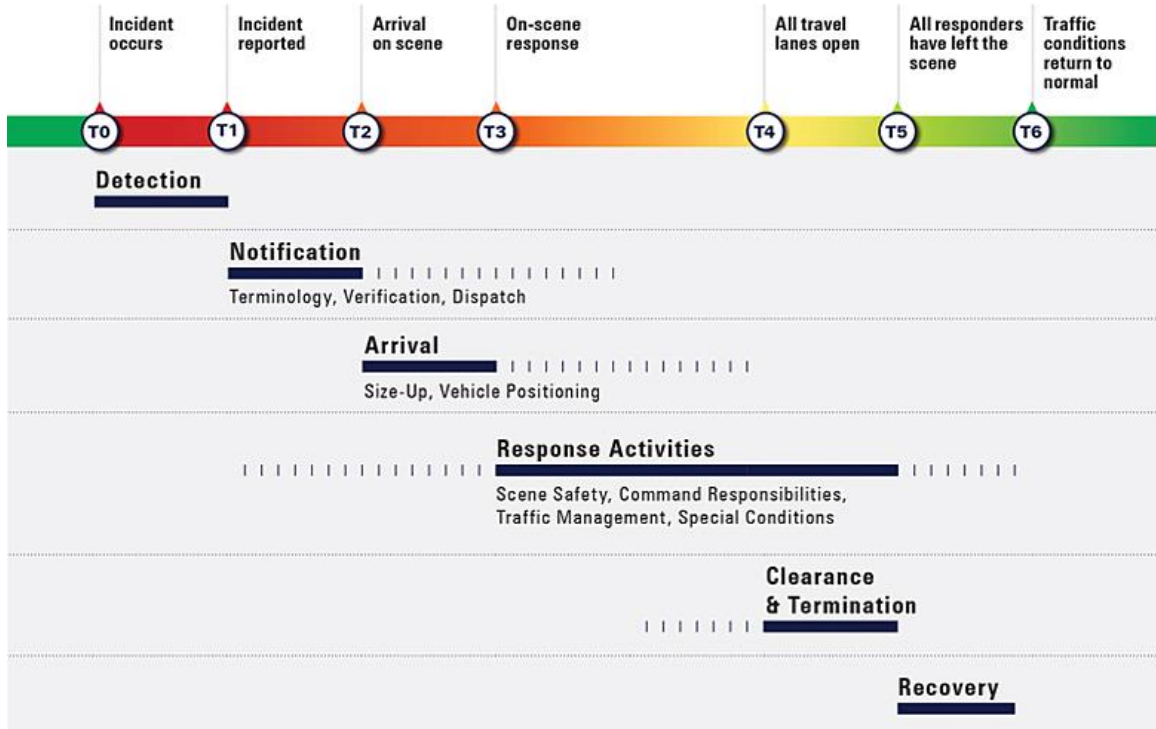 Incident
occurs
Incident
reported
Arrival
on scene
On-scene
response
All travel
lanes open
All responders
have left the
scene
Traffic
conditions
return to
normal
T0
T1
T2
T3
T4
T5
T6
Detection
Notification
Terminology, Verification, Dispatch
Arrival
Size-Up, Vehicle Positioning
Response Activities
Scene Safety, Command Responsibilities,
Traffic Management, Special Conditions
Clearance
& Termination
Recovery